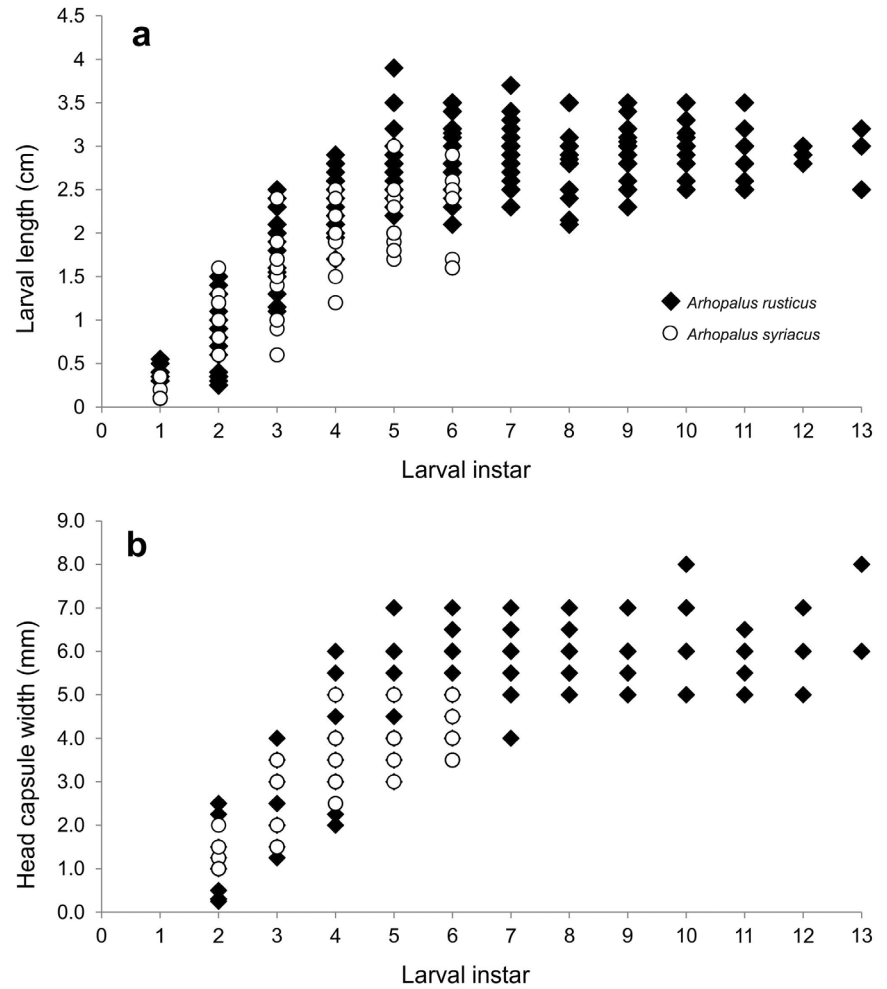 a
4.5
4
3.5
3
2.5
2
1.5
1
0.5
0
Larval length (cm)
Arhopalus rusticus
Arhopalus syriacus
0 1 2 3 4 5 6 7 8 9 10 11 12 13
Larval instar
b
9.0
8.0
7.0
6.0
5.0
4.0
3.0
2.0
1.0
0.0
Head capsule width (mm)
0 1 2 3 4 5 6 7 8 9 10 11 12 13
Larval instar